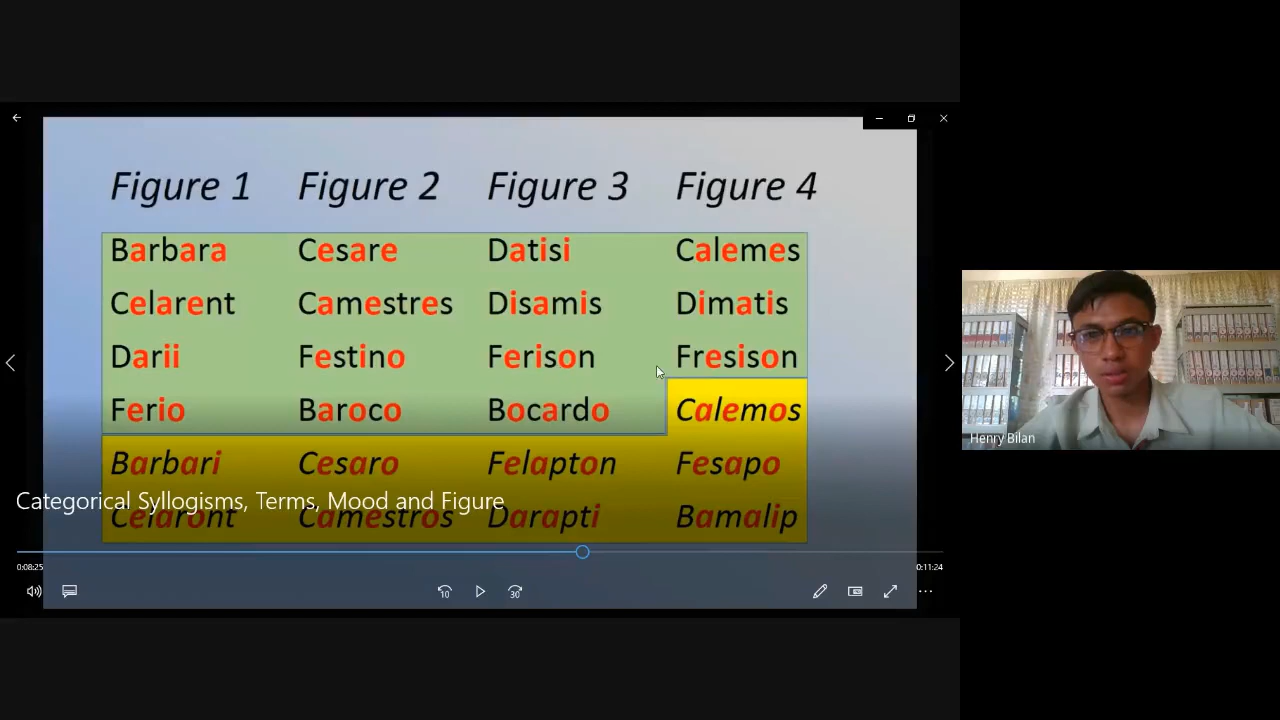 Figure 1 Figure 2 Figure 3 Figure 4
Barbara Cesare Datisi Calemes
Celarent Camestres Disamis Dimatis
Darii Festino Ferison Fresison
Ferio Baroco Bocardo Calemos
Barbari Cesaro Felapton Fesapo
Categorical Syllogisms, Terms, Mood and Figure
Celaront Camestros Darapti Bamalip
0:08:25 0:11:24
10 30
Henry Bilan